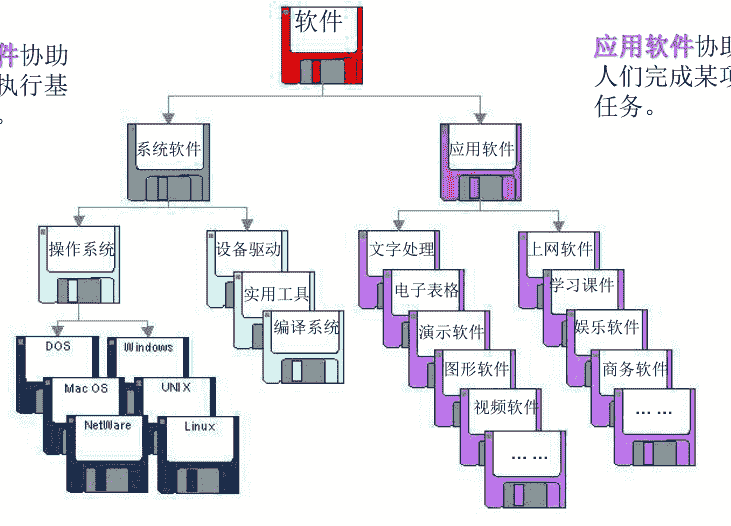 软件
件协助
执行基
。
应用软件协助
人们完成某项
任务。
系统软件
应用软件
操作系统
设备驱动
实用工具
编译系统
文字处理
电子表格
演示软件
图形软件
视频软件
... ...
上网软件
学习课件
娱乐软件
商务软件
... ...
DOS
Windows
Mac OS
UNIX
NetWare
Linux